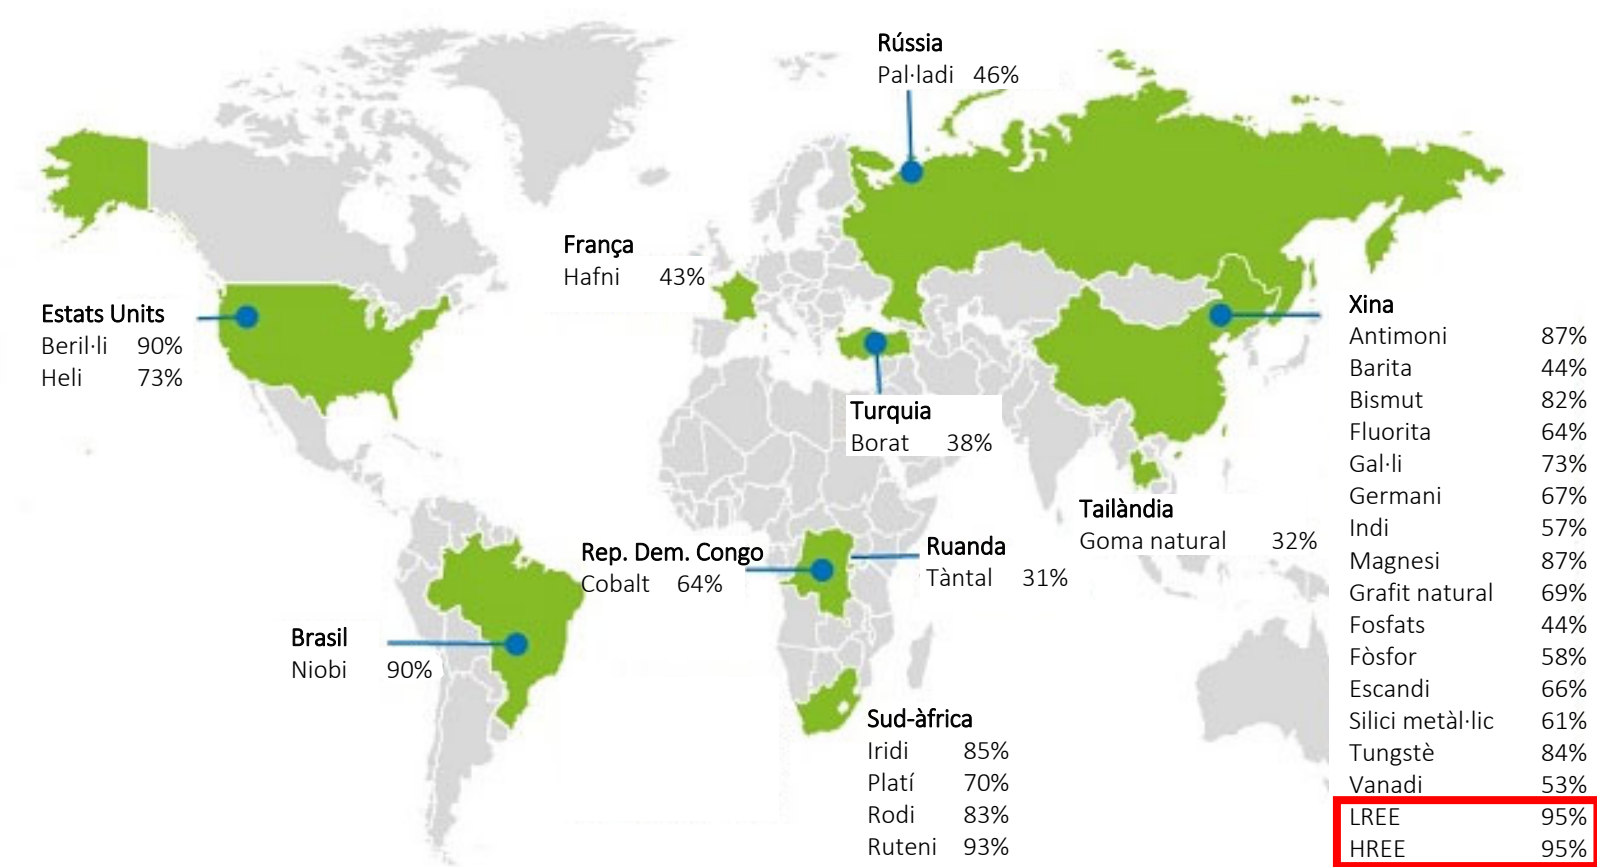 Rússia
Pal·ladi 46%
França
Hafni 43%
Estats Units
Beril·li 90%
Heli 73%
Turquia
Borat 38%
Tailàndia
Goma natural 32%
Rep. Dem. Congo
Cobalt 64%
Ruanda
Tàntal 31%
Brasil
Niobi 90%
Sud-àfrica
Iridi 85%
Platí 70%
Rodi 83%
Ruteni 93%
Xina
Antimoni 87%
Barita 44%
Bismut 82%
Fluorita 64%
Gal·li 73%
Germani 67%
Indi 57%
Magnesi 87%
Grafit natural 69%
Fosfats 44%
Fòsfor 58%
Escandi 66%
Silici metàl·lic 61%
Tungstè 84%
Vanadi 53%
LREE 95%
HREE 95%